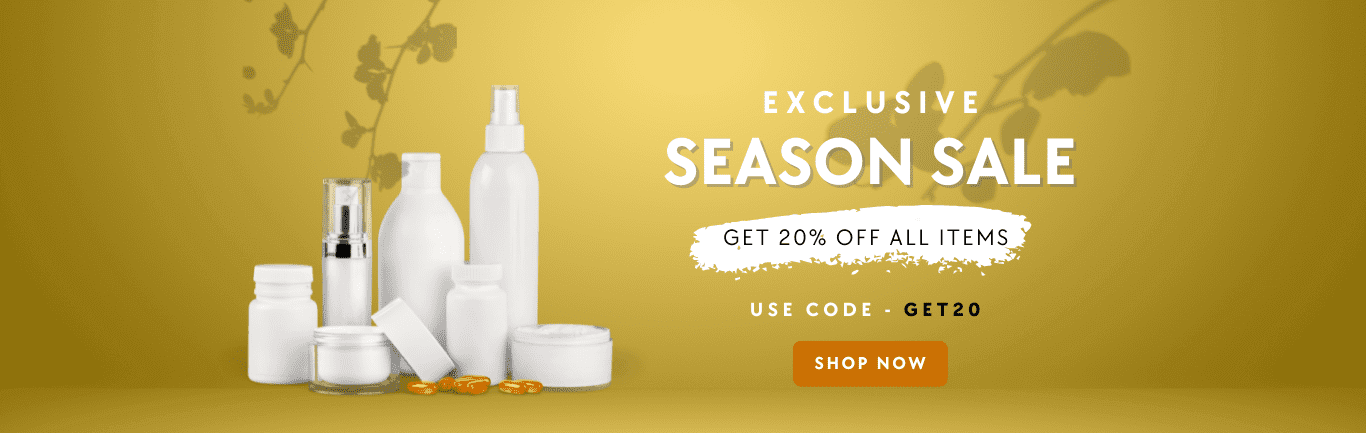 EXCLUSIVE
SEASON SALE
GET 20% OFF ALL ITEMS
USE CODE - GET20
SHOP NOW